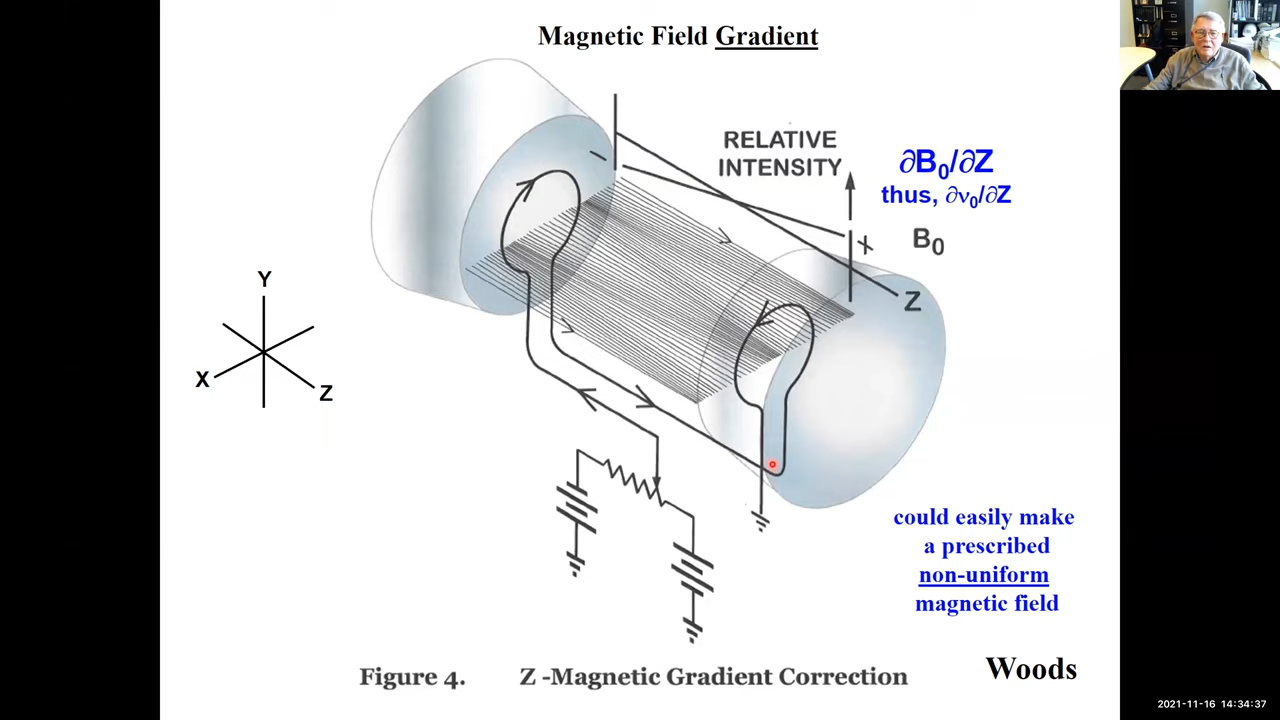 Magnetic Field Gradient
RELATIVE
INTENSITY
∂B₀/∂Z
thus, ∂ν₀/∂Z
B₀
Z
Y
X
Z
could easily make
a prescribed
non-uniform
magnetic field
Figure 4. Z -Magnetic Gradient Correction
Woods
2021-11-16 14:34:37